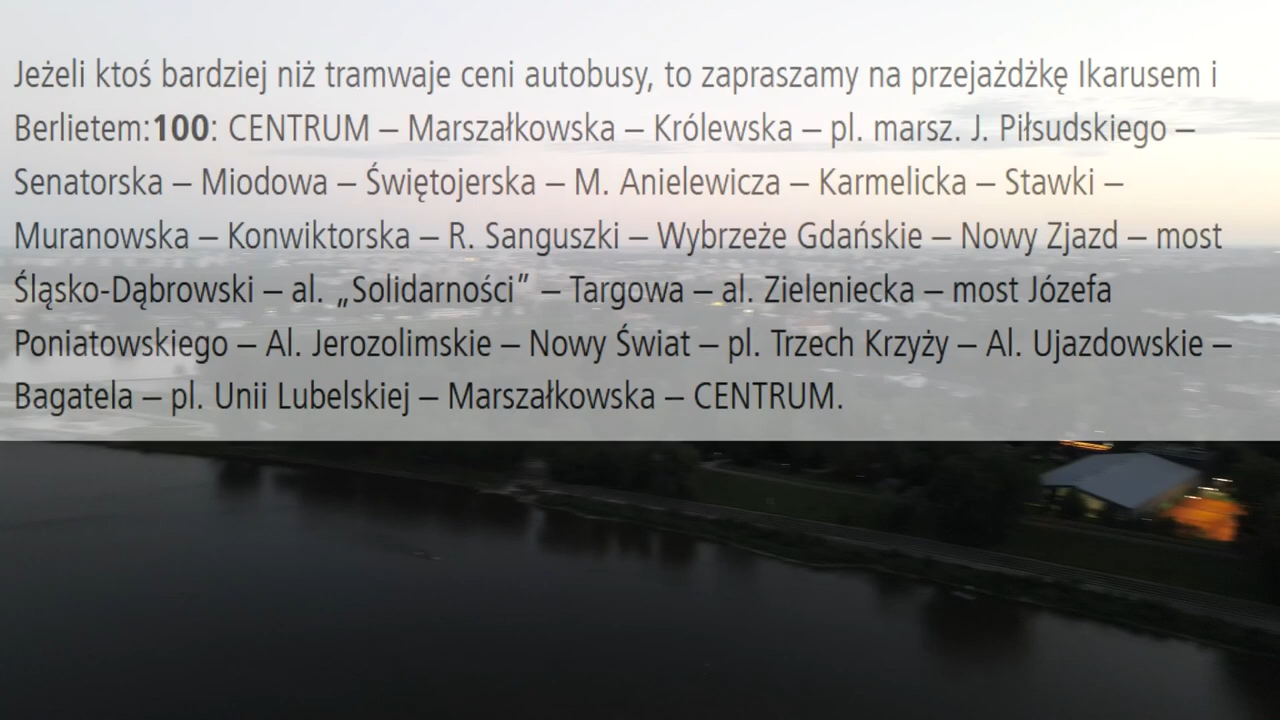 Jeżeli ktoś bardziej niż tramwaje ceni autobusy, to zapraszamy na przejażdżkę Ikarusem i
Berlietem:100: CENTRUM – Marszałkowska – Królewska – pl. marsz. J. Piłsudskiego –
Senatorska – Miodowa – Świętojerska – M. Anielewicza – Karmelicka – Stawki –
Muranowska – Konwiktorska – R. Sanguszki – Wybrzeże Gdańskie – Nowy Zjazd – most
Śląsko-Dąbrowski – al. „Solidarności” – Targowa – al. Zieleniecka – most Józefa
Poniatowskiego – Al. Jerozolimskie – Nowy Świat – pl. Trzech Krzyży – Al. Ujazdowskie –
Bagatela – pl. Unii Lubelskiej – Marszałkowska – CENTRUM.